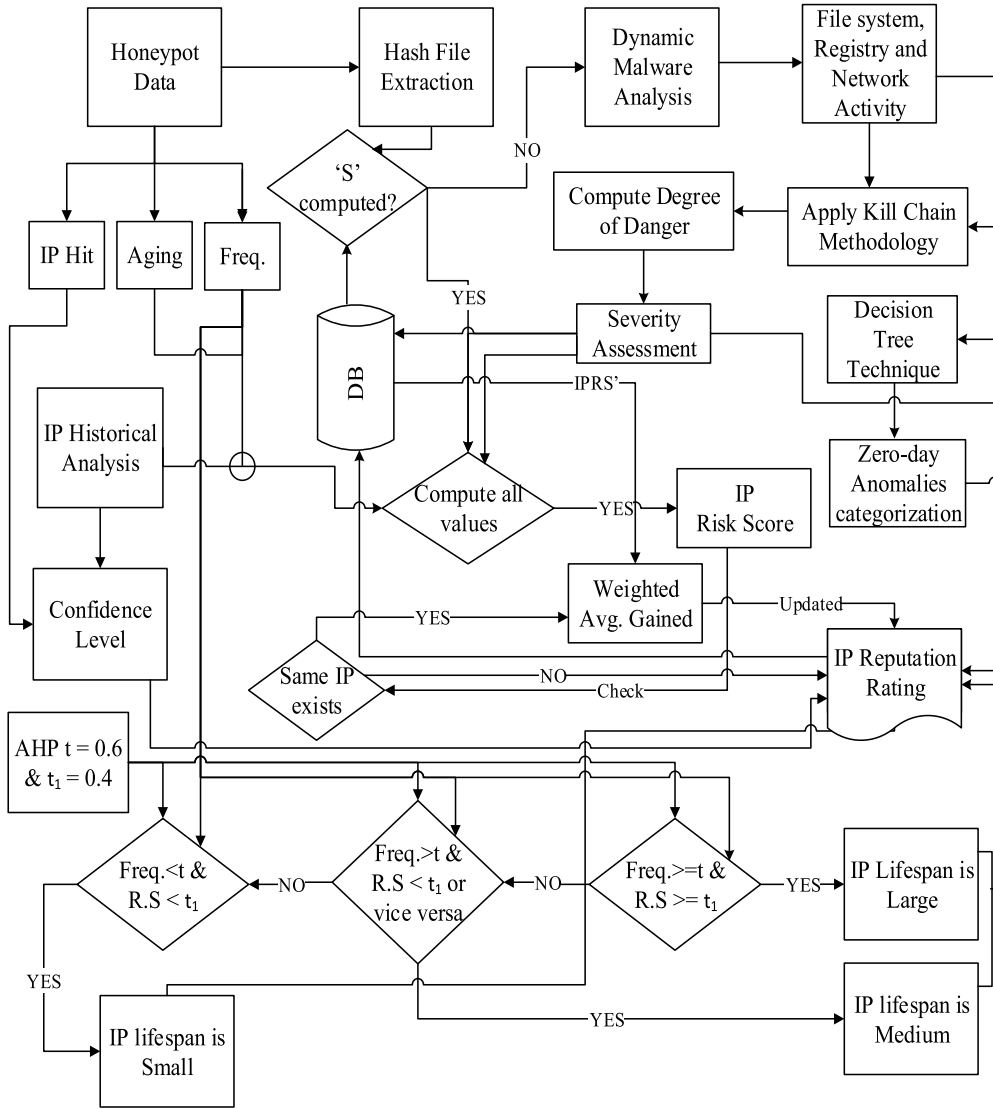 Honeypot
Data
Hash File
Extraction
Dynamic
Malware
Analysis
File system,
Registry and
Network
Activity
NO
‘S’
computed?
Compute Degree
of Danger
Apply Kill Chain
Methodology
IP Hit
Aging
Freq.
YES
Severity
Assessment
Decision
Tree
Technique
DB
IPRS’
IP Historical
Analysis
Zero-day
Anomalies
categorization
Compute all
values
YES
IP
Risk Score
Confidence
Level
Weighted
Avg. Gained
Updated
YES
Same IP
exists
NO
Check
IP Reputation
Rating
AHP t = 0.6
& t₁ = 0.4
Freq.<t &
R.S < t₁
NO
Freq.>t &
R.S < t₁ or
vice versa
NO
Freq.>=t &
R.S >= t₁
YES
IP Lifespan is
Large
YES
IP lifespan is
Small
YES
IP lifespan is
Medium